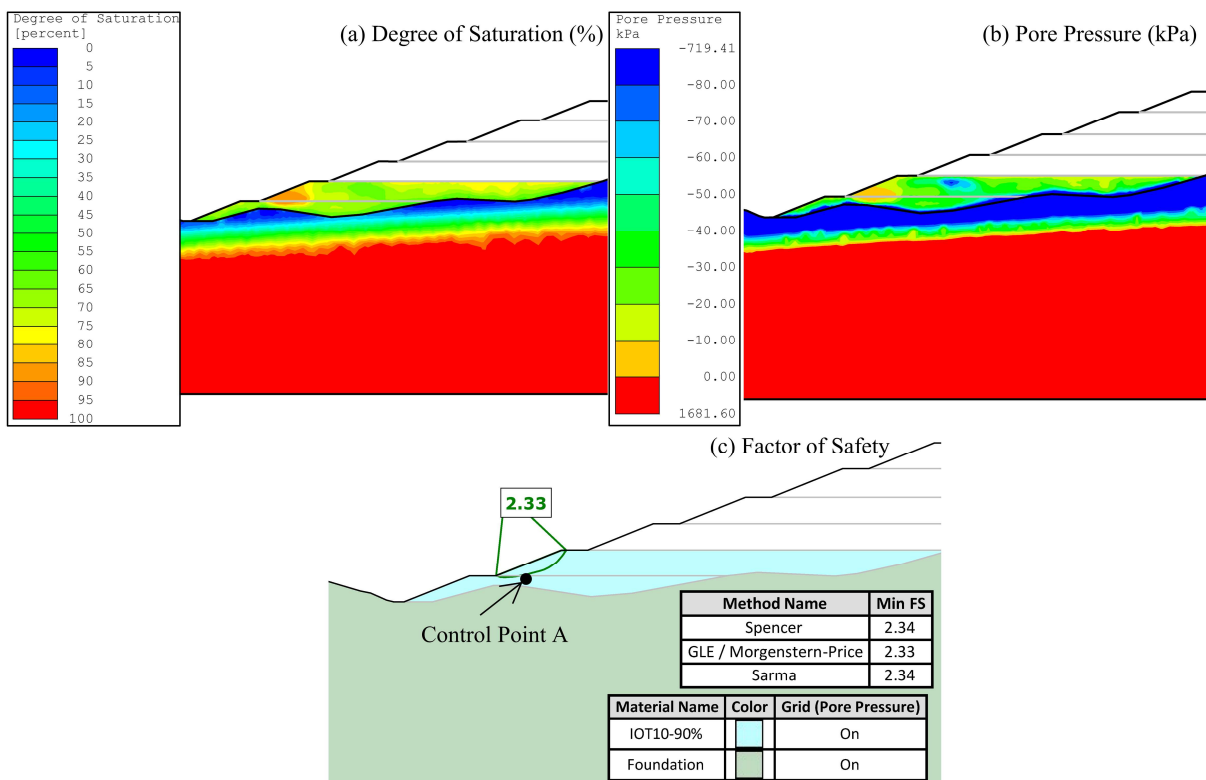 Degree of Saturation
[percent]
0
5
10
15
20
25
30
35
40
45
50
55
60
65
70
75
80
85
90
95
100
(a) Degree of Saturation (%)
Pore Pressure
kPa
-719.41
-80.00
-70.00
-60.00
-50.00
-40.00
-30.00
-20.00
-10.00
0.00
1681.60
(b) Pore Pressure (kPa)
(c) Factor of Safety
2.33
Control Point A
Method Name Min FS
Spencer 2.34
GLE / Morgenstern-Price 2.33
Sarma 2.34
Material Name Color Grid (Pore Pressure)
IOT10-90% On
Foundation On